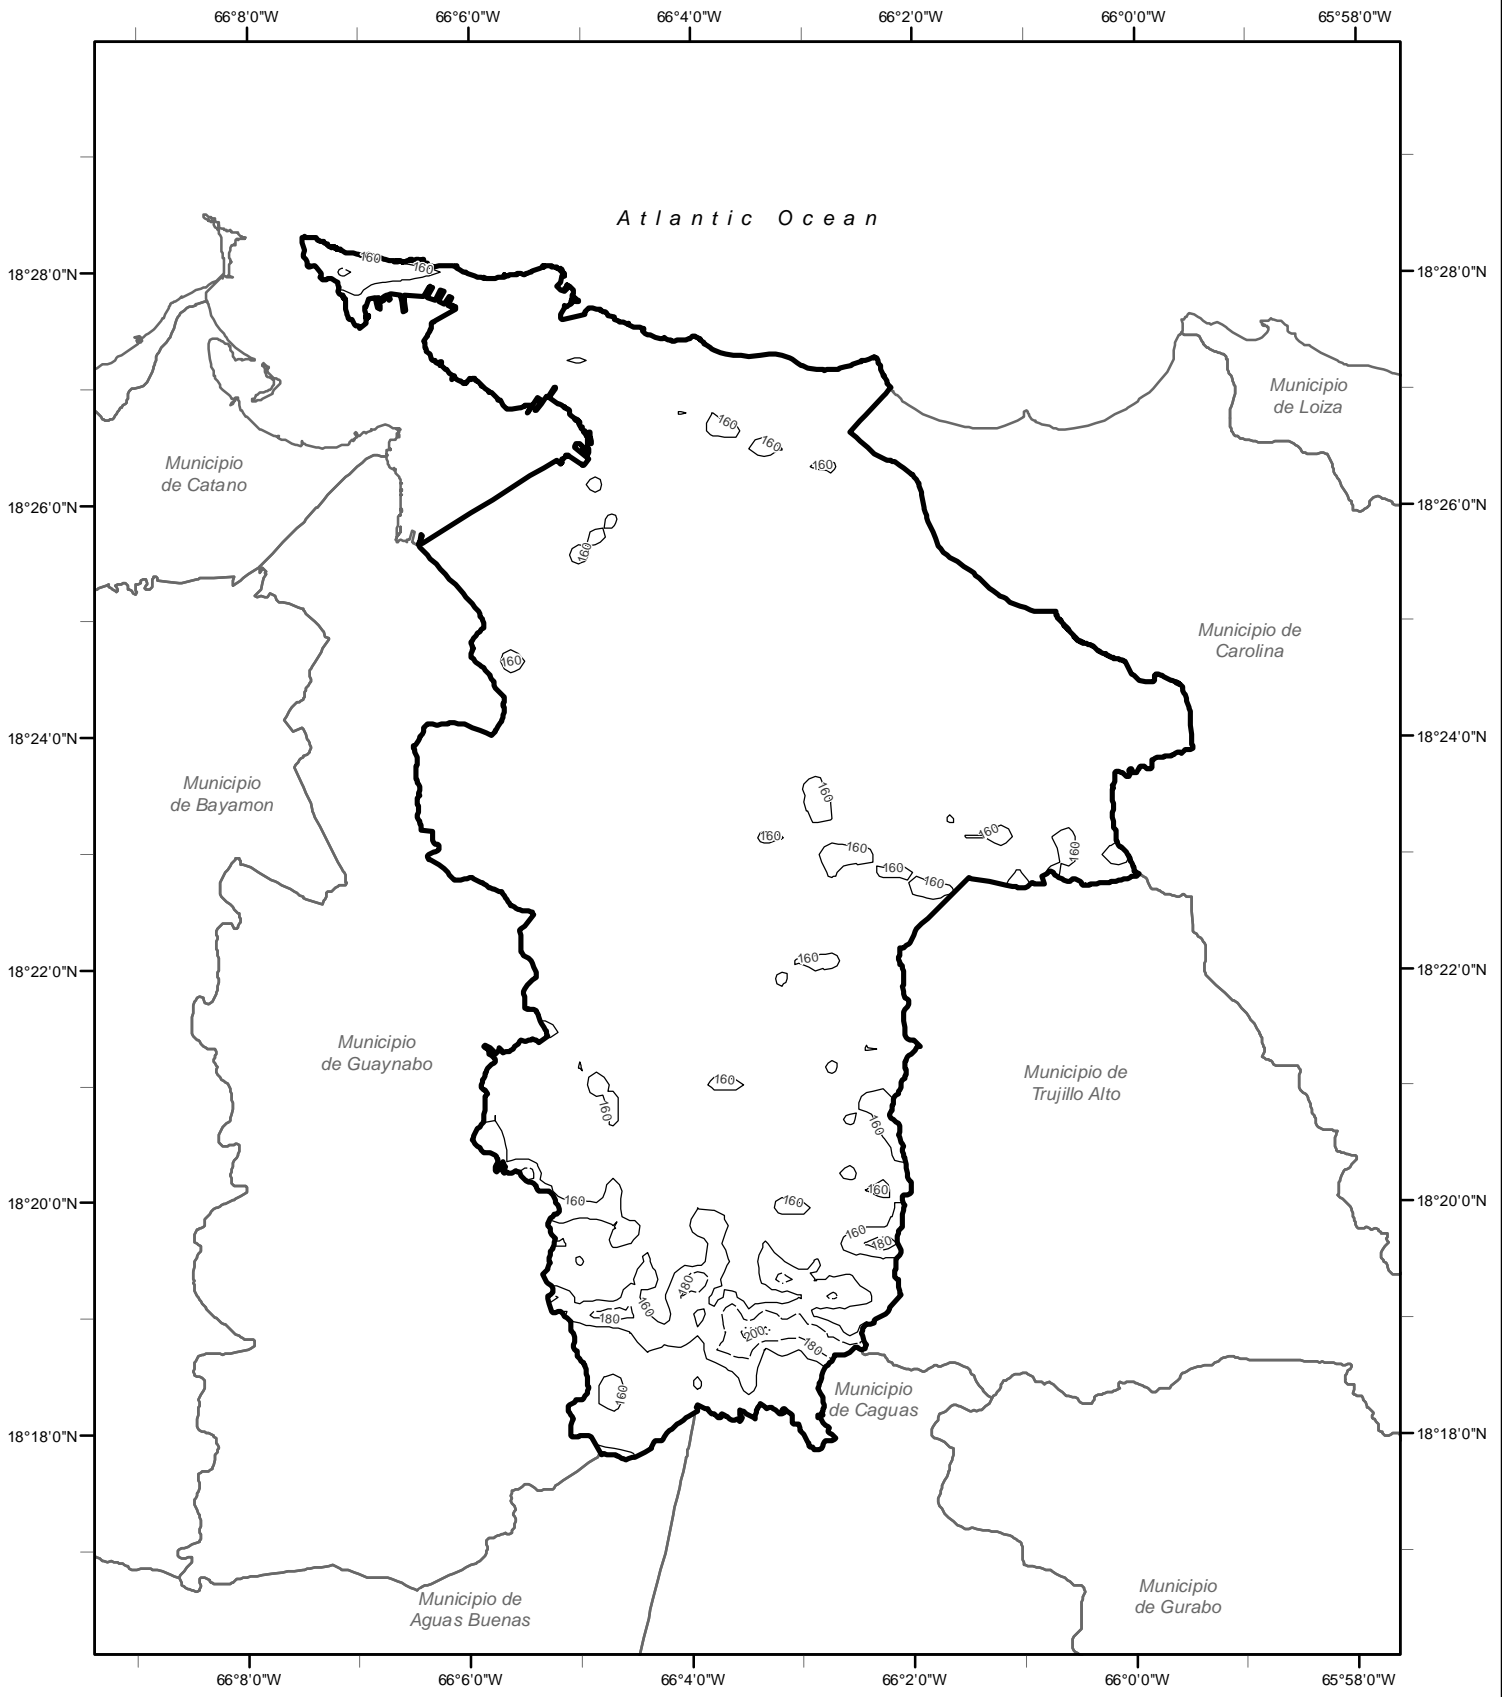 66°8'0"W 66°6'0"W 66°4'0"W 66°2'0"W 66°0'0"W 65°58'0"W
Atlantic Ocean
160
160
18°28'0"N 18°28'0"N
Municipio
de Loiza
160
160
160
Municipio
de Catano
18°26'0"N 18°26'0"N
160
Municipio de
Carolina
160
18°24'0"N 18°24'0"N
Municipio
de Bayamon
160
160
160
160
160
160
160
18°22'0"N 18°22'0"N
160
Municipio
de Guaynabo
Municipio de
Trujillo Alto
160
160
160
160
18°20'0"N 18°20'0"N
160
160
160
180
180
160
180
200
180
160
Municipio
de Caguas
18°18'0"N 18°18'0"N
Municipio de
Aguas Buenas
Municipio
de Gurabo
66°8'0"W 66°6'0"W 66°4'0"W 66°2'0"W 66°0'0"W 65°58'0"W